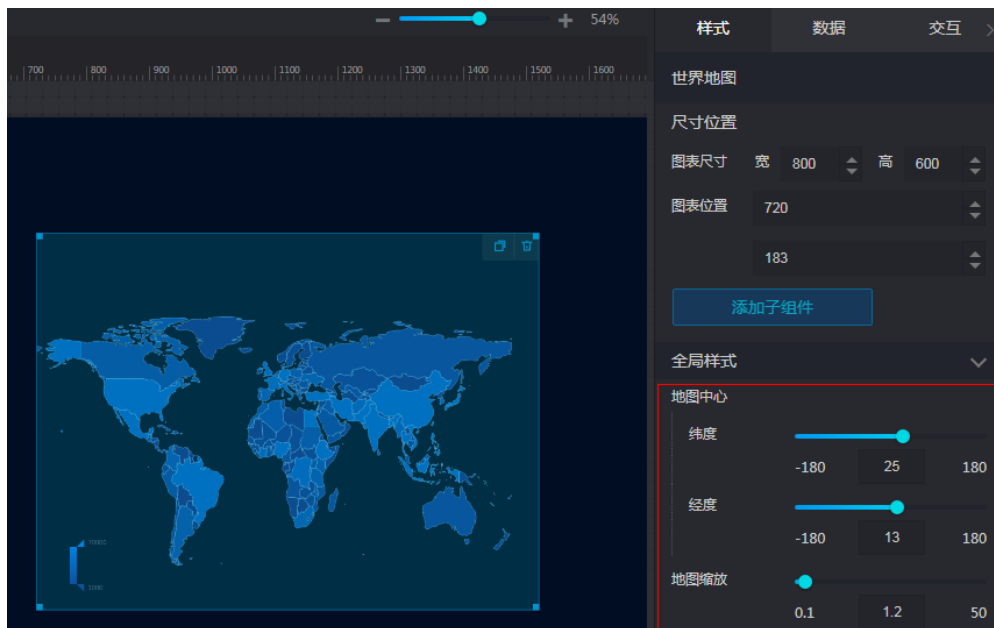 54%
700 800 900 1000 1100 1200 1300 1400 1500 1600
样式 数据 交互
世界地图
尺寸位置
图表尺寸 宽 800 高 600
图表位置 720
183
添加子组件
全局样式
地图中心
纬度
-180 25 180
经度
-180 13 180
地图缩放
0.1 1.2 50